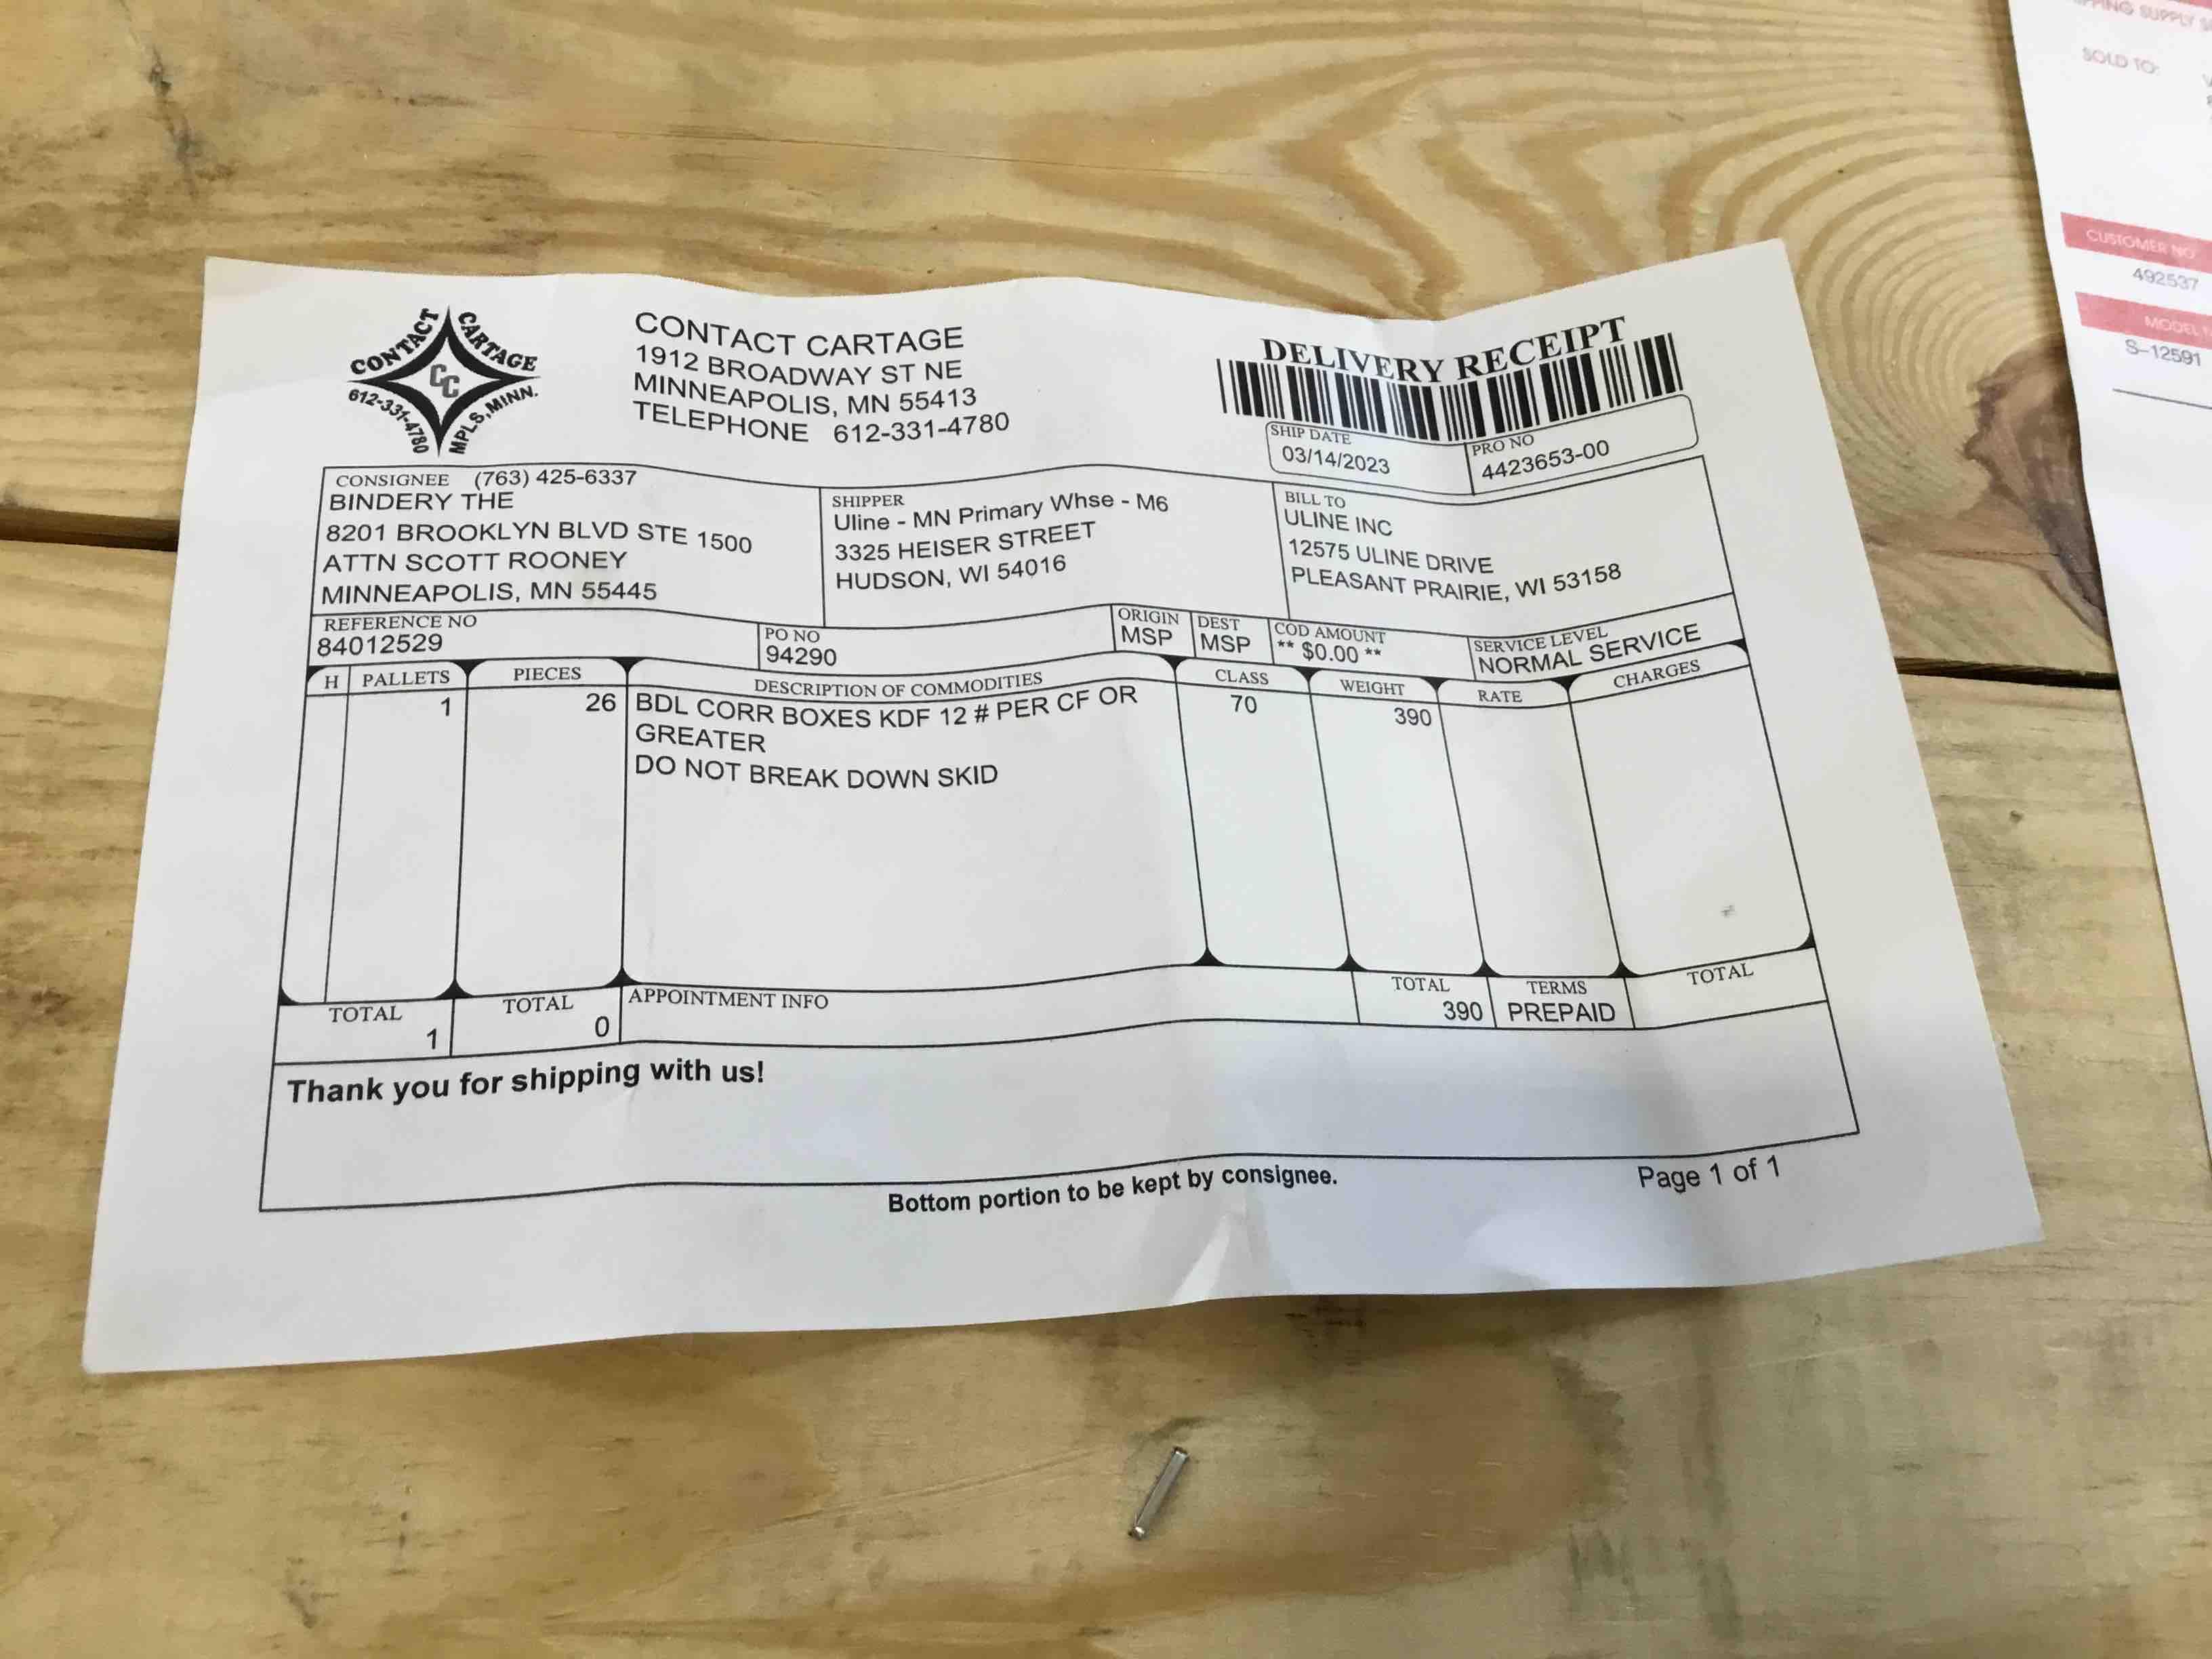 CONTACT CARTAGE
CC
612-331-4780 MPLS, MINN.
CONTACT CARTAGE
1912 BROADWAY ST NE
MINNEAPOLIS, MN 55413
TELEPHONE 612-331-4780
DELIVERY RECEIPT
SHIP DATE
03/14/2023
PRO NO
4423653-00
CONSIGNEE (763) 425-6337
BINDERY THE
8201 BROOKLYN BLVD STE 1500
ATTN SCOTT ROONEY
MINNEAPOLIS, MN 55445
SHIPPER
Uline - MN Primary Whse - M6
3325 HEISER STREET
HUDSON, WI 54016
BILL TO
ULINE INC
12575 ULINE DRIVE
PLEASANT PRAIRIE, WI 53158
REFERENCE NO
84012529
PO NO
94290
ORIGIN
MSP
DEST
MSP
COD AMOUNT
** $0.00 **
SERVICE LEVEL
NORMAL SERVICE
H PALLETS PIECES DESCRIPTION OF COMMODITIES CLASS WEIGHT RATE CHARGES
1 26 BDL CORR BOXES KDF 12 # PER CF OR 70 390
GREATER
DO NOT BREAK DOWN SKID
TOTAL
1
TOTAL
0
APPOINTMENT INFO
TOTAL
390
TERMS
PREPAID
TOTAL
Thank you for shipping with us!
Bottom portion to be kept by consignee.
Page 1 of 1
SUPPLY
SOLD TO:
CUSTOMER NO
492537
MODEL
S-12591